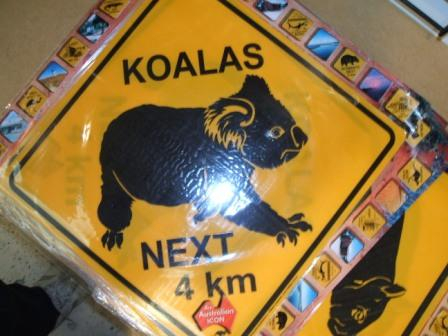 KOALAS
NEXT
4 km
Australian
ICON